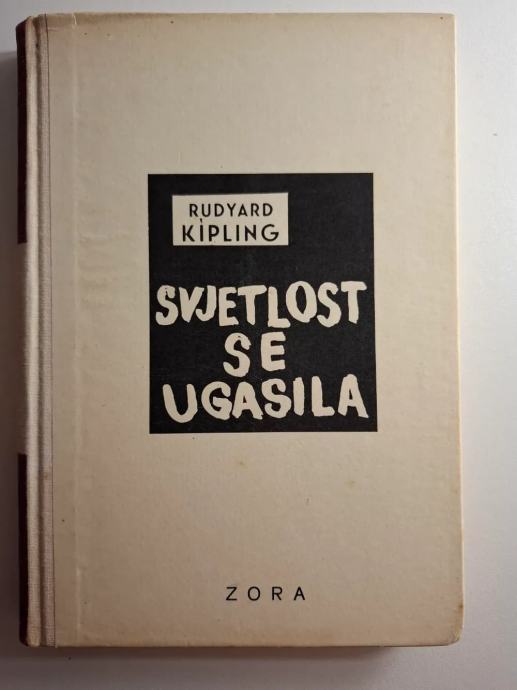 RUDYARD
KIPLING
SVJETLOST
SE
UGASILA
ZORA